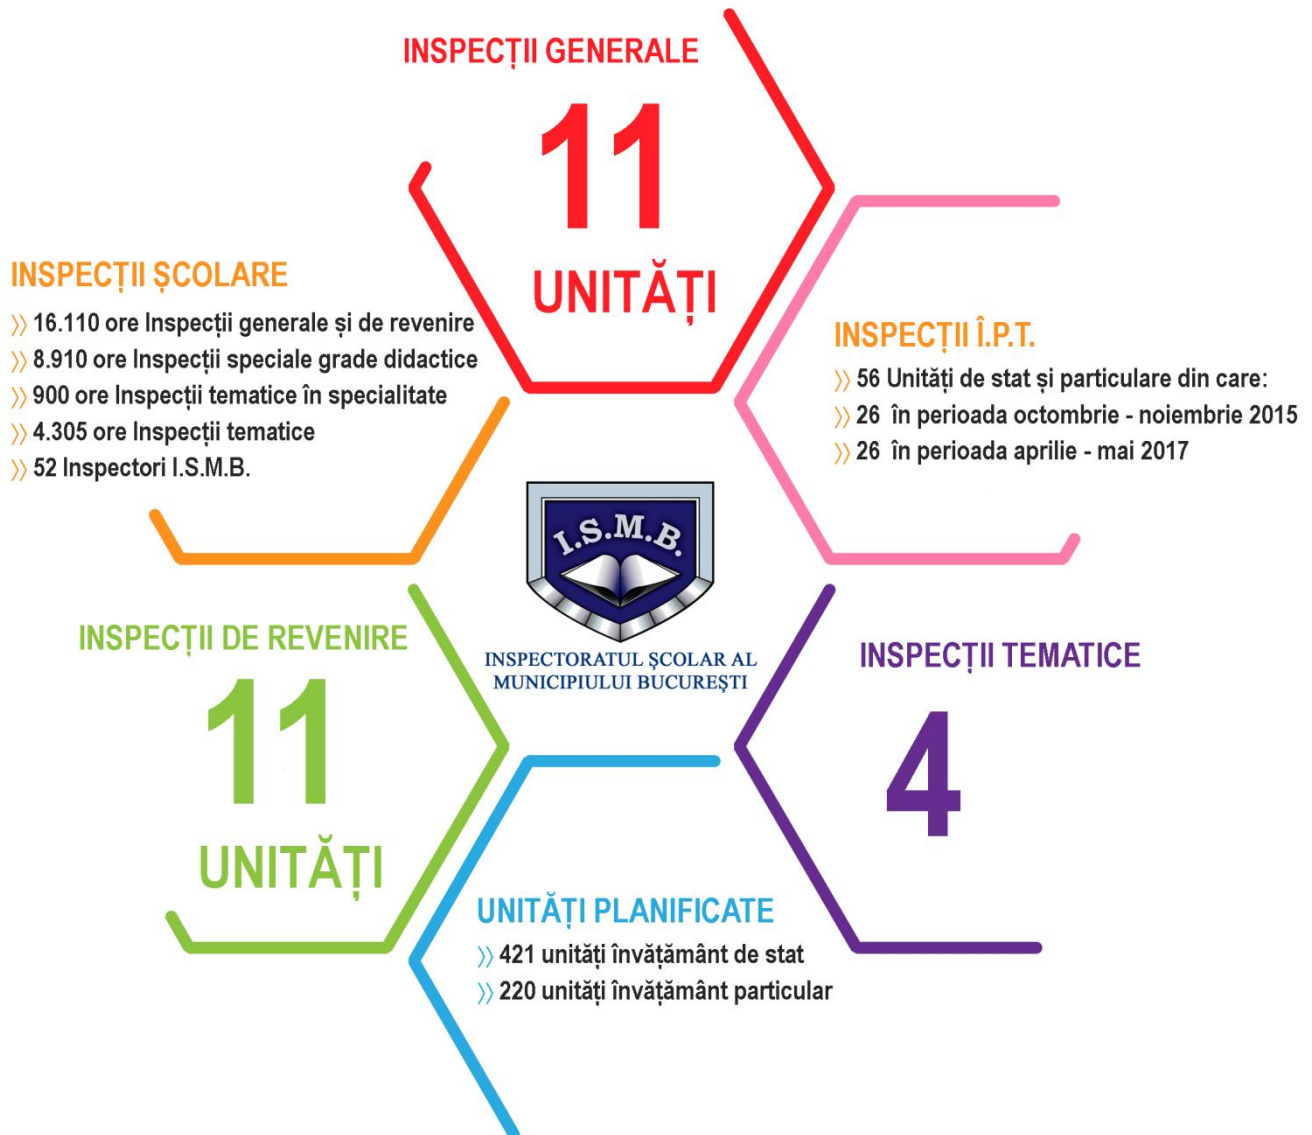 INSPECȚII GENERALE
11
UNITĂȚI
INSPECȚII ȘCOLARE
》 16.110 ore Inspecții generale și de revenire
》 8.910 ore Inspecții speciale grade didactice
》 900 ore Inspecții tematice în specialitate
》 4.305 ore Inspecții tematice
》 52 Inspectori I.S.M.B.
INSPECȚII Î.P.T.
》 56 Unități de stat și particulare din care:
》 26 în perioada octombrie - noiembrie 2015
》 26 în perioada aprilie - mai 2017
I.S.M.B.
INSPECTORATUL ȘCOLAR AL
MUNICIPIULUI BUCUREȘTI
INSPECȚII DE REVENIRE
11
UNITĂȚI
INSPECȚII TEMATICE
4
UNITĂȚI PLANIFICATE
》 421 unități învățământ de stat
》 220 unități învățământ particular